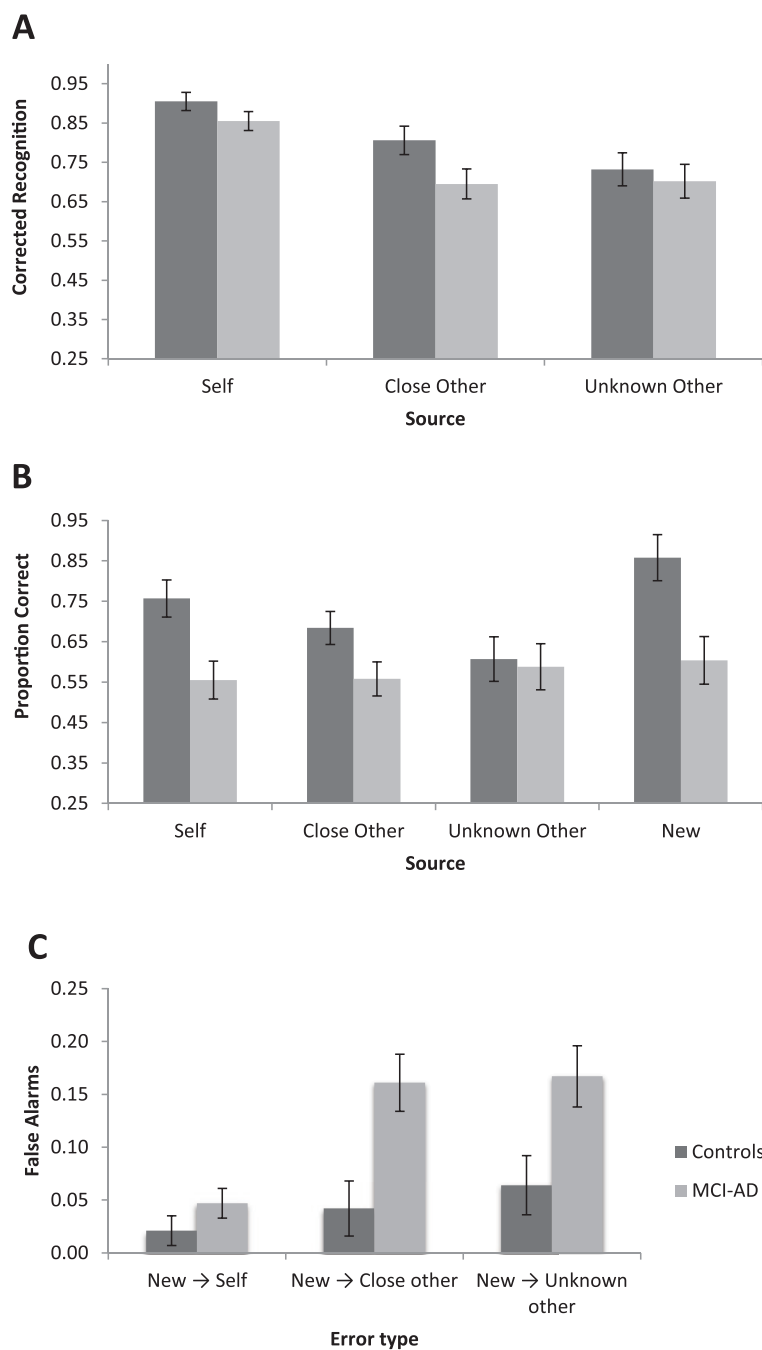 A
Corrected Recognition
0.95
0.85
0.75
0.65
0.55
0.45
0.35
0.25
Self
Close Other
Unknown Other
Source
B
Proportion Correct
0.95
0.85
0.75
0.65
0.55
0.45
0.35
0.25
Self
Close Other
Unknown Other
New
Source
C
False Alarms
0.25
0.20
0.15
0.10
0.05
0.00
New → Self
New → Close other
New → Unknown
other
Error type
Controls
MCI-AD